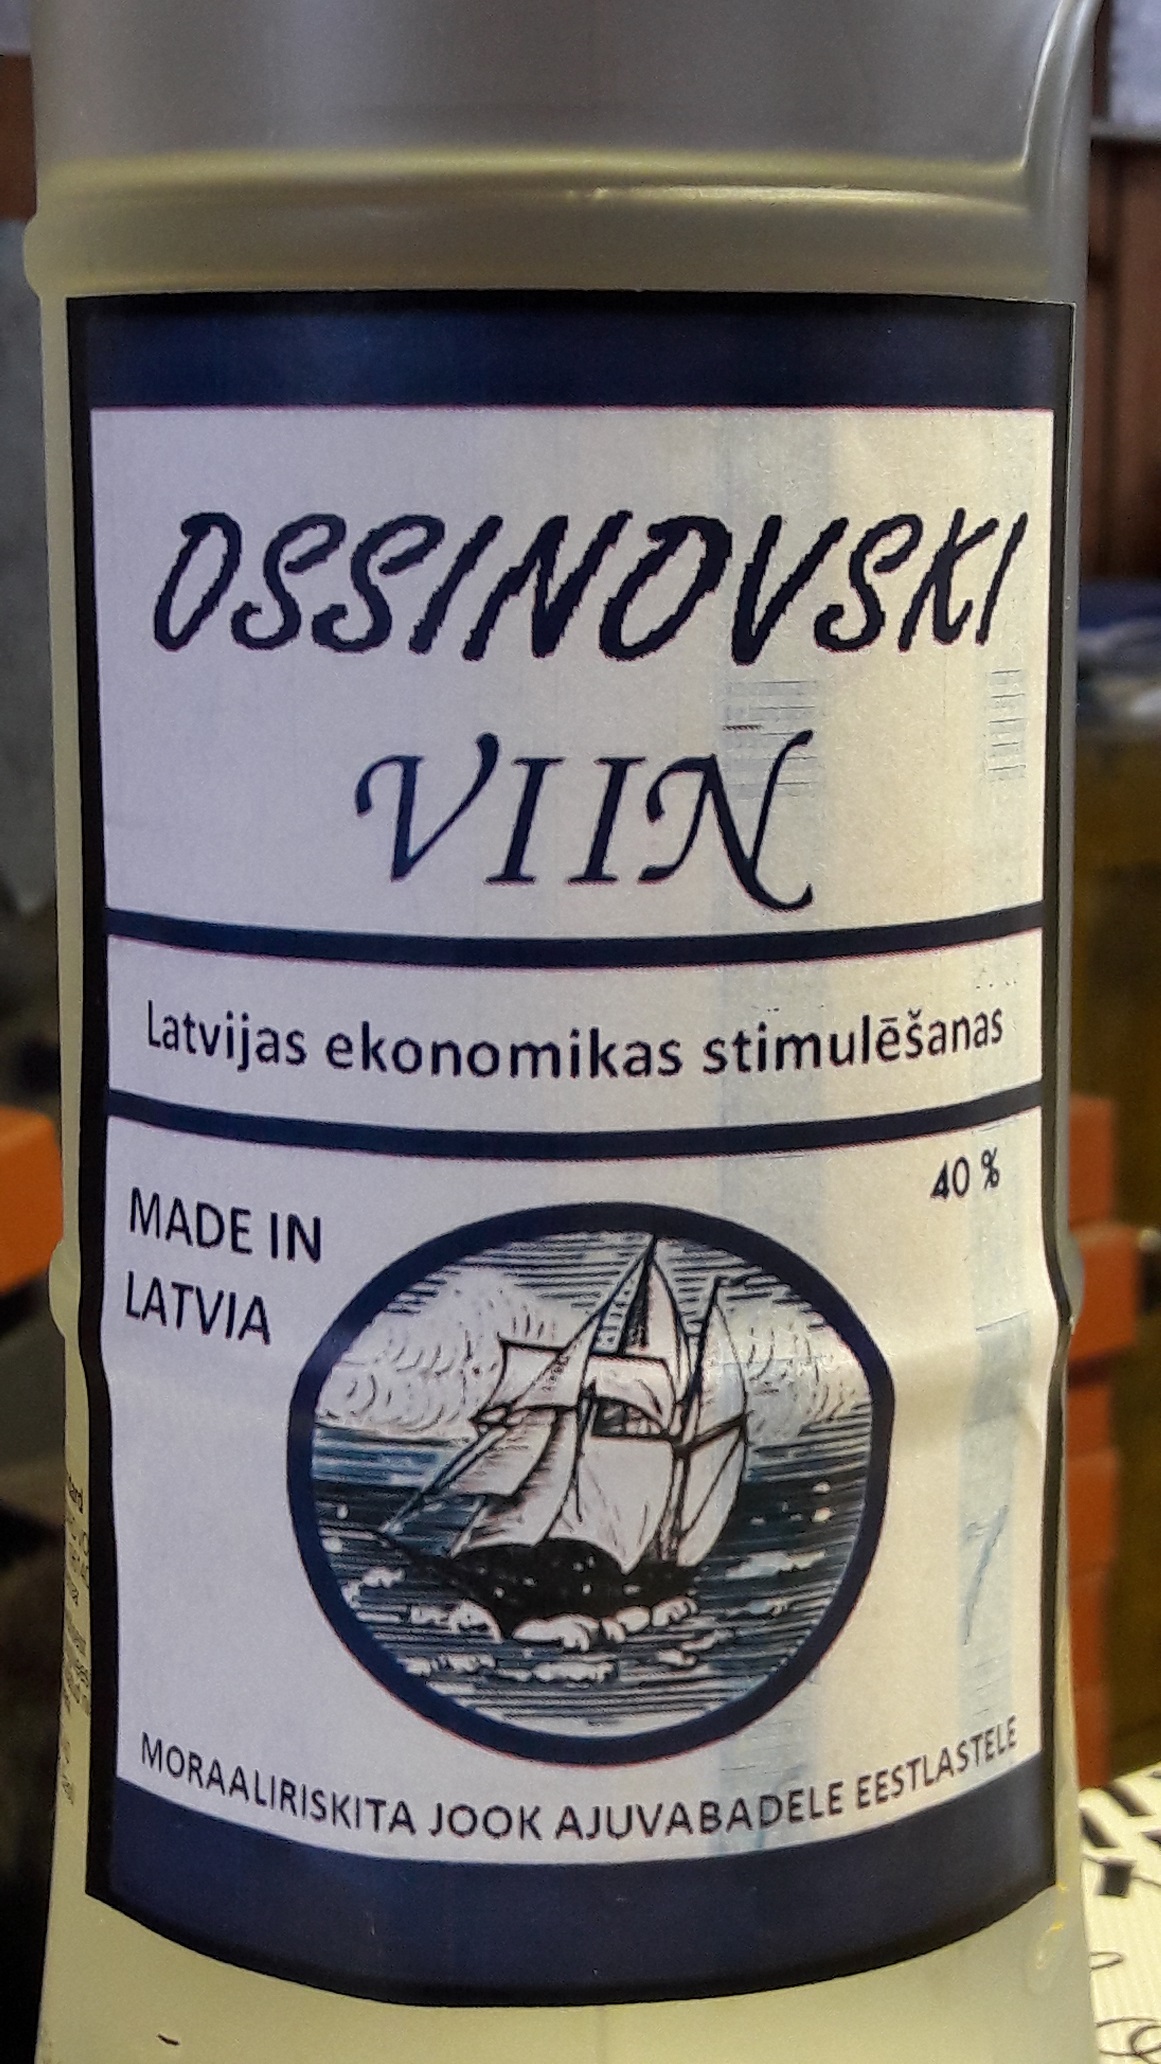 OSSINOVSKI
VIIN
Latvijas ekonomikas stimulēšanas
40 %
MADE IN
LATVIA
MORAALIRISKITA JOOK AJUVABADELE EESTLASTELE